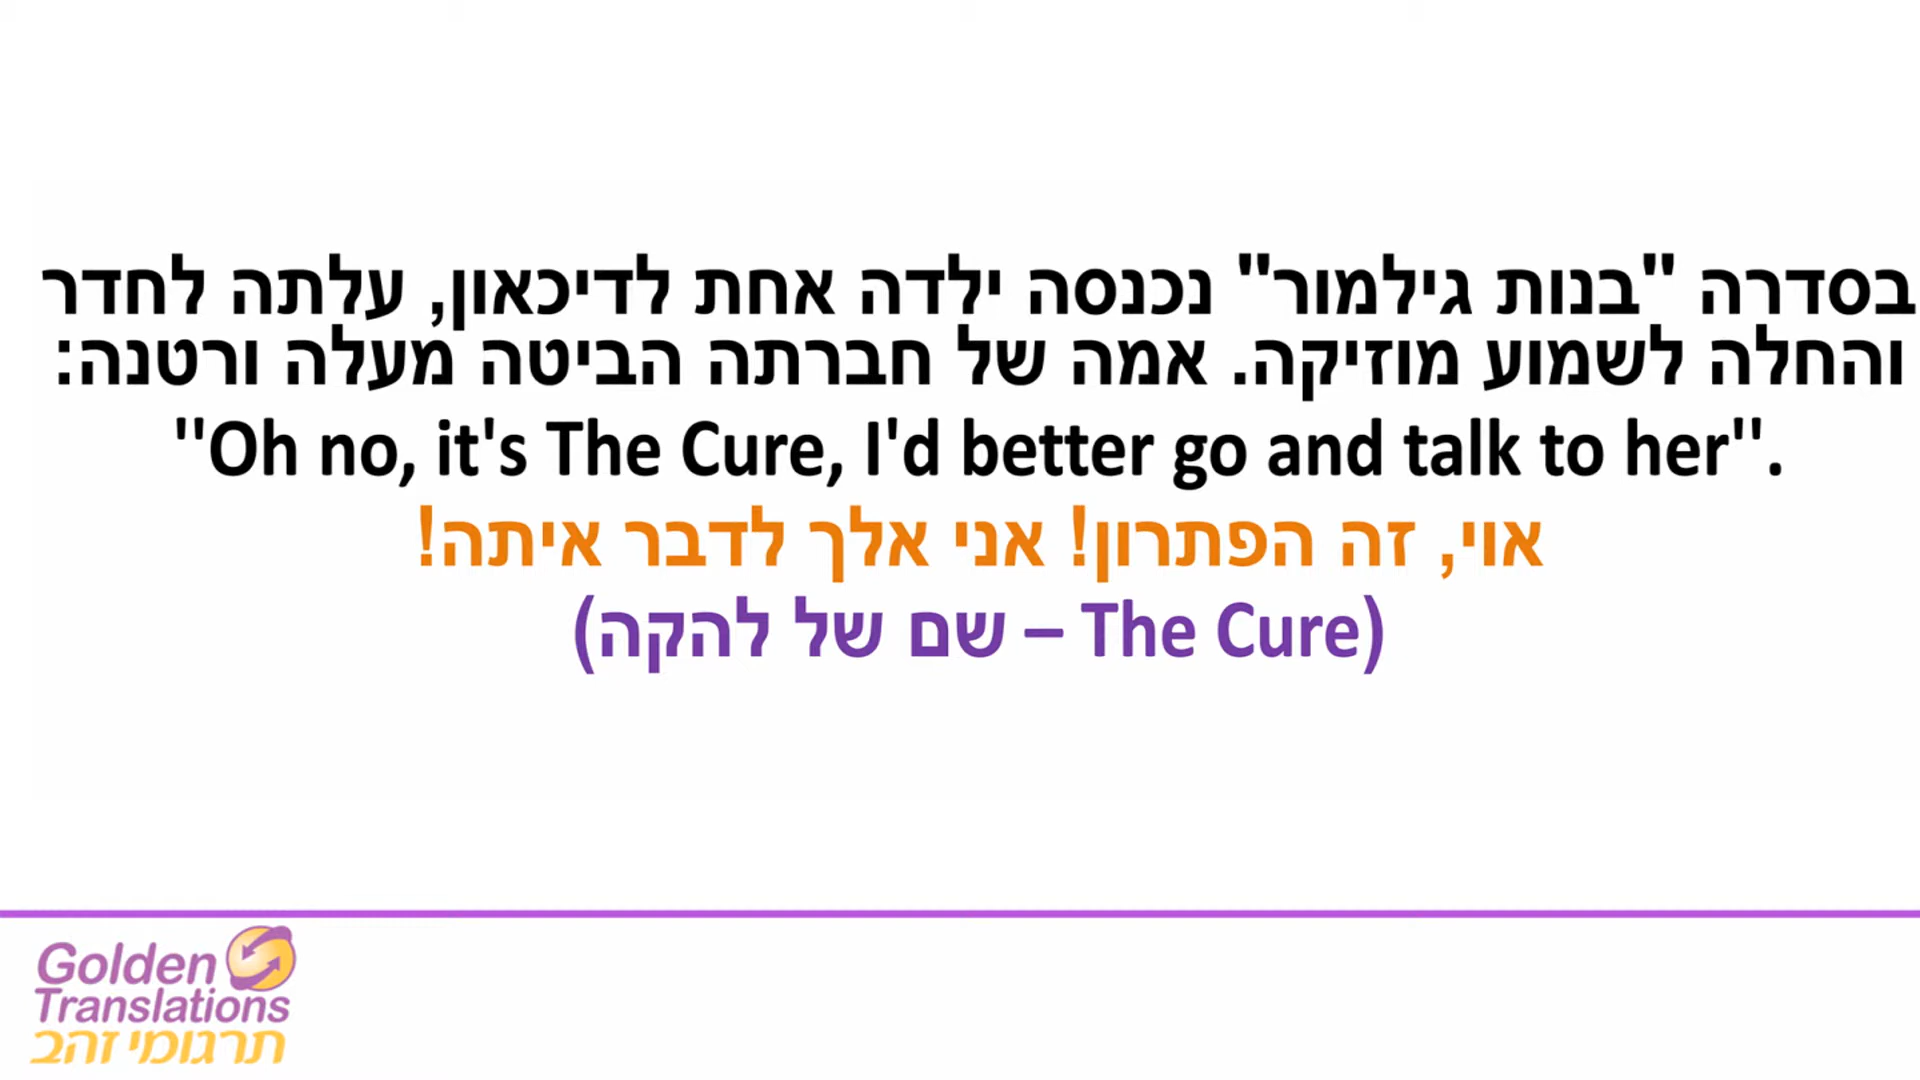 בסדרה "בנות גילמור" נכנסה ילדה אחת לדיכאון, עלתה לחדר
והחלה לשמוע מוזיקה. אמה של חברתה הביטה מעלה ורטנה:
"Oh no, it's The Cure, I'd better go and talk to her".
אוי, זה הפתרון! אני אלך לדבר איתה!
(The Cure – שם של להקה)
Golden
Translations
תרגומי זהב